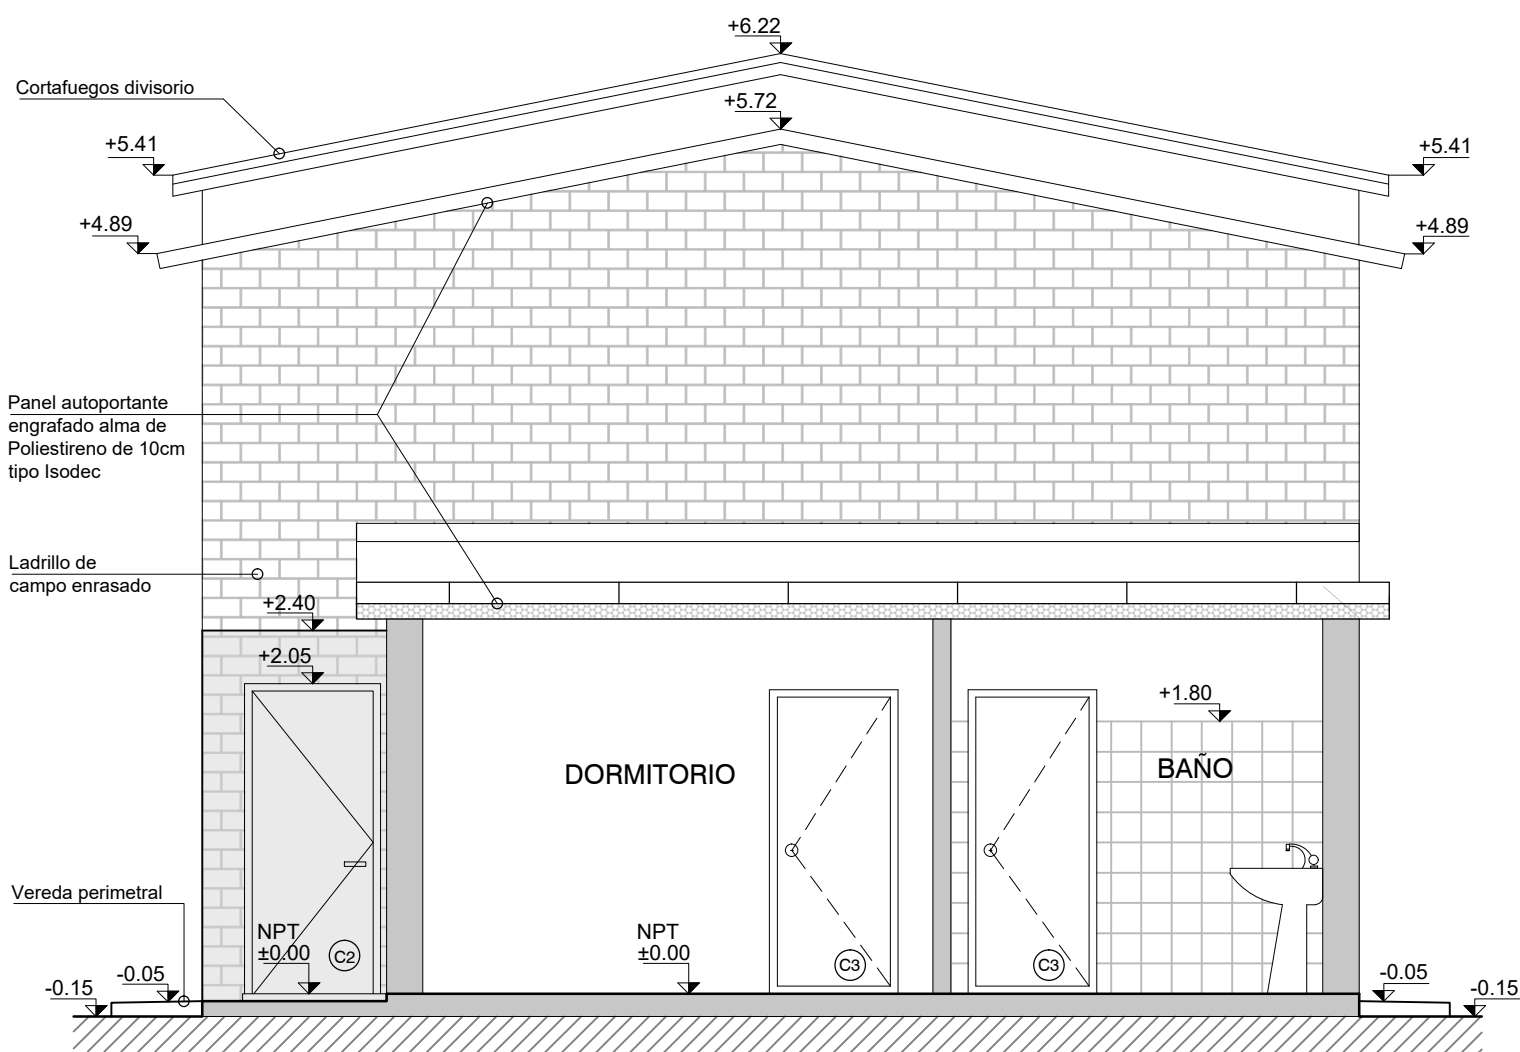 +6.22
Cortafuegos divisorio
+5.72
+5.41
+5.41
+4.89
+4.89
Panel autoportante
engrafado alma de
Poliestireno de 10cm
tipo Isodec
Ladrillo de
campo enrasado
+2.40
+2.05
+1.80
DORMITORIO
BAÑO
Vereda perimetral
NPT
±0.00
C2
NPT
±0.00
C3
C3
-0.05
-0.15
-0.05
-0.15